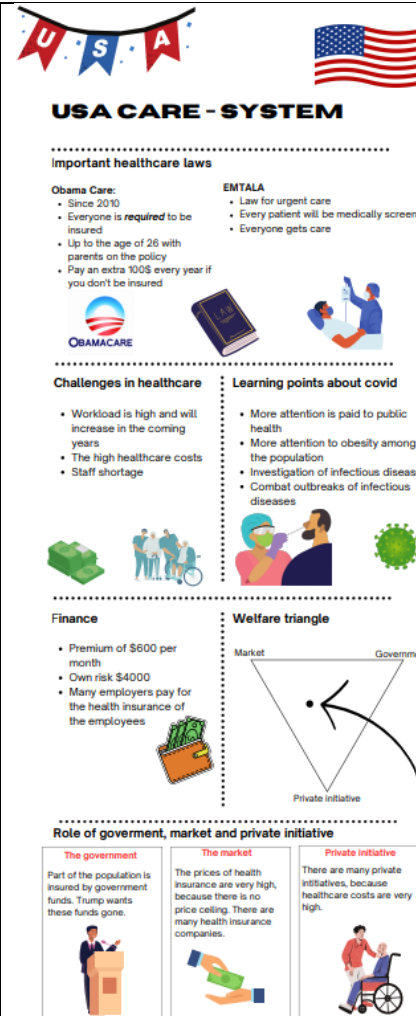 U S A
USA CARE - SYSTEM
Important healthcare laws
Obama Care:
Since 2010
Everyone is required to be
insured
Up to the age of 26 with
parents on the policy
Pay an extra 100$ every year if
you don't be insured
OBAMACARE
EMTALA
Law for urgent care
Every patient will be medically screen
Everyone gets care
LAW
Challenges in healthcare
Workload is high and will
increase in the coming
years
The high healthcare costs
Staff shortage
Learning points about covid
More attention is paid to public
health
More attention to obesity among
the population
Investigation of infectious diseas
Combat outbreaks of infectious
diseases
Finance
Premium of $600 per
month
Own risk $4000
Many employers pay for
the health insurance of
the employees
Welfare triangle
Market
Governm
Private initiative
Role of goverment, market and private initiative
The government
Part of the population is
insured by government
funds. Trump wants
these funds gone.
The market
The prices of health
insurance are very high,
because there is no
price ceiling. There are
many health insurance
companies.
Private initiative
There are many private
intitiatives, because
healthcare costs are very
high.